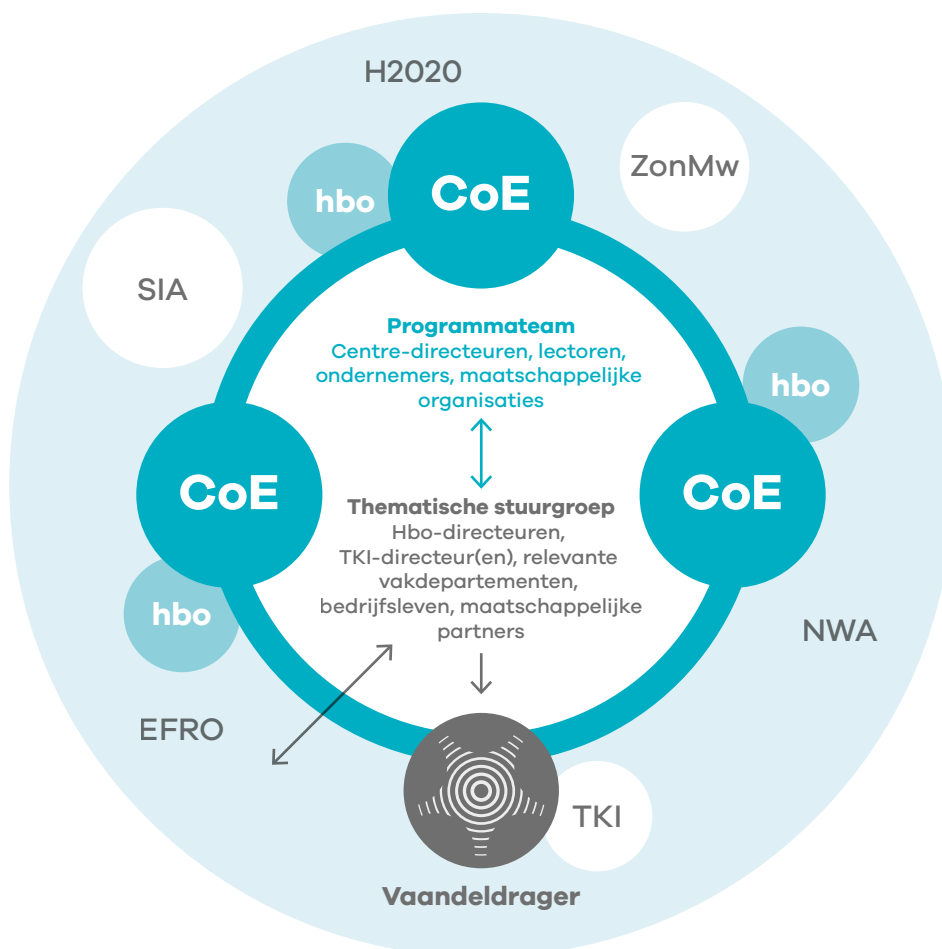 H2020
ZonMw
CoE
hbo
SIA
Programmateam
Centre-directeuren, lectoren,
ondernemers, maatschappelijke
organisaties
hbo
CoE
CoE
Thematische stuurgroep
Hbo-directeuren,
TKI-directeur(en), relevante
vakdepartementen,
bedrijfsleven, maatschappelijke
partners
hbo
NWA
EFRO
TKI
Vaandeldrager